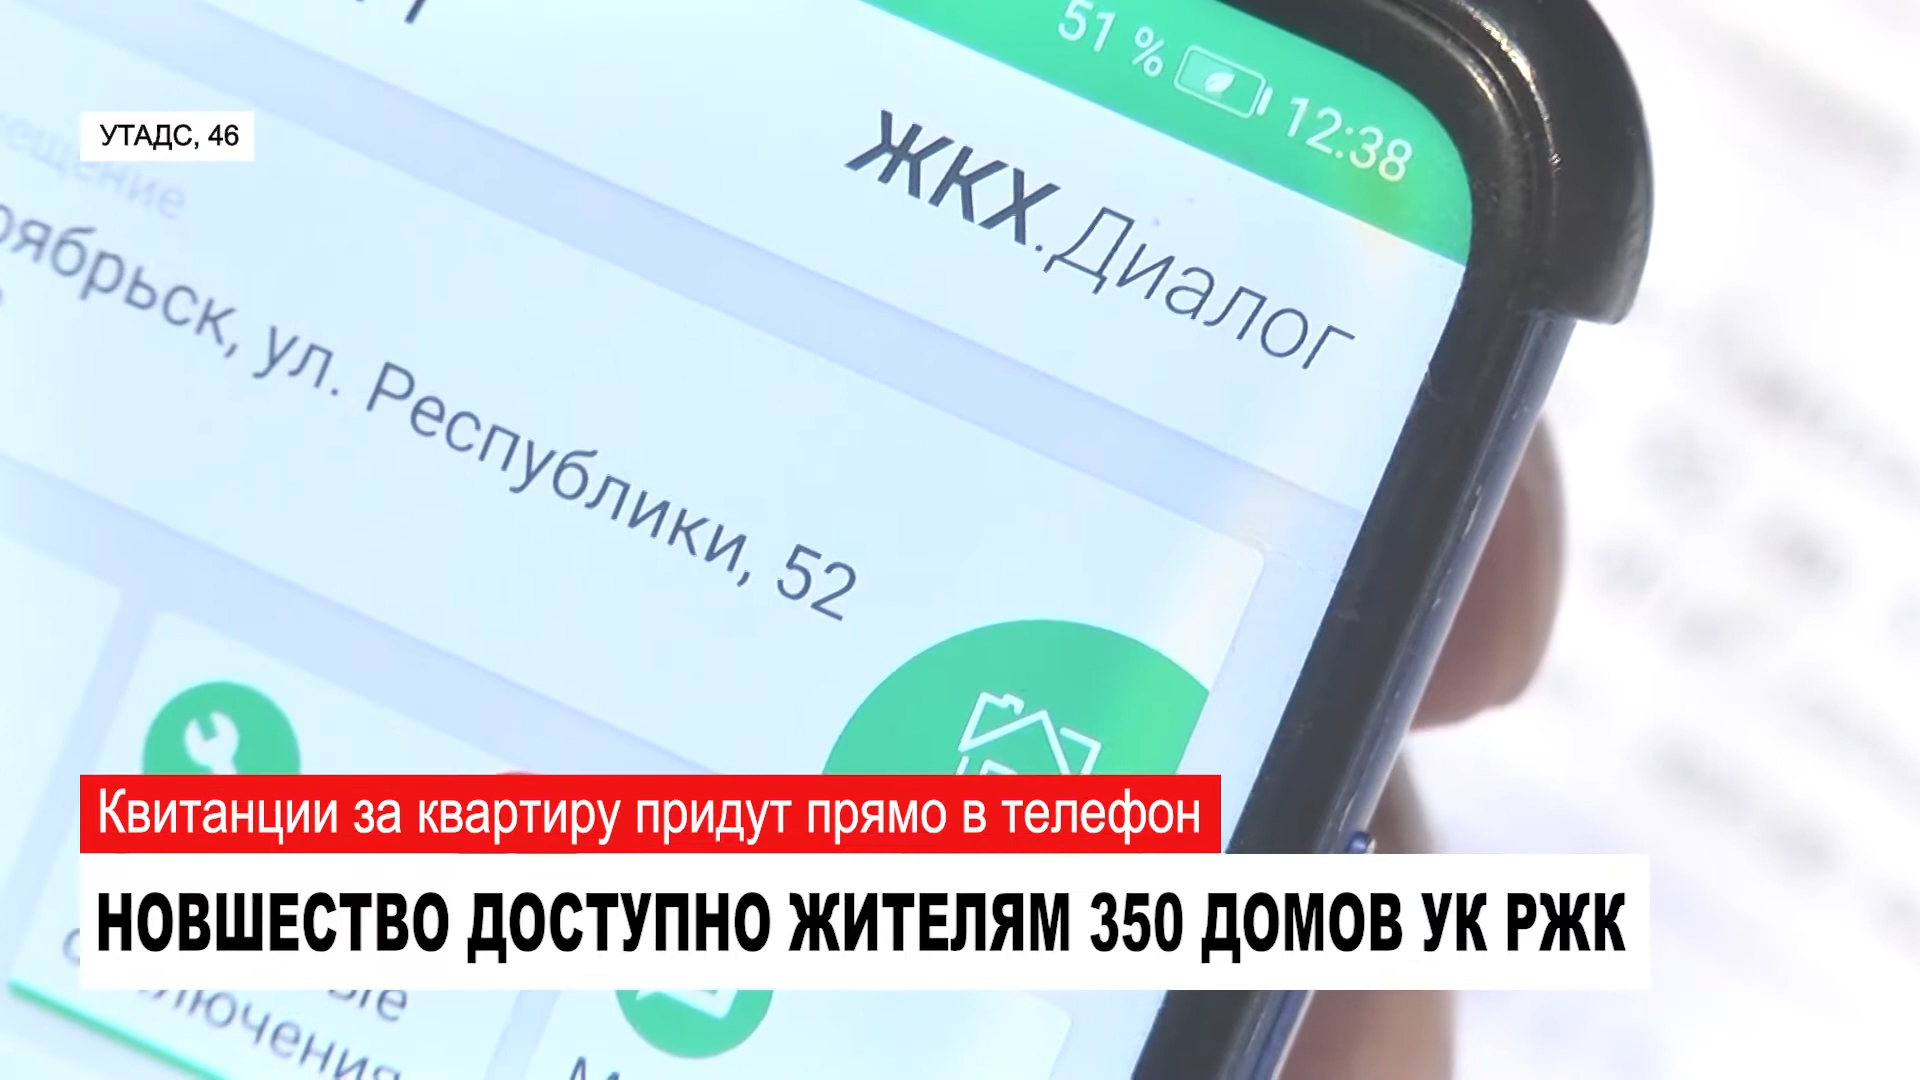 51 % 12:38
УТАДС, 46
ЖКХ.Диалог
ул. Республики, 52
Квитанции за квартиру придут прямо в телефон
НОВШЕСТВО ДОСТУПНО ЖИТЕЛЯМ 350 ДОМОВ УК РЖК